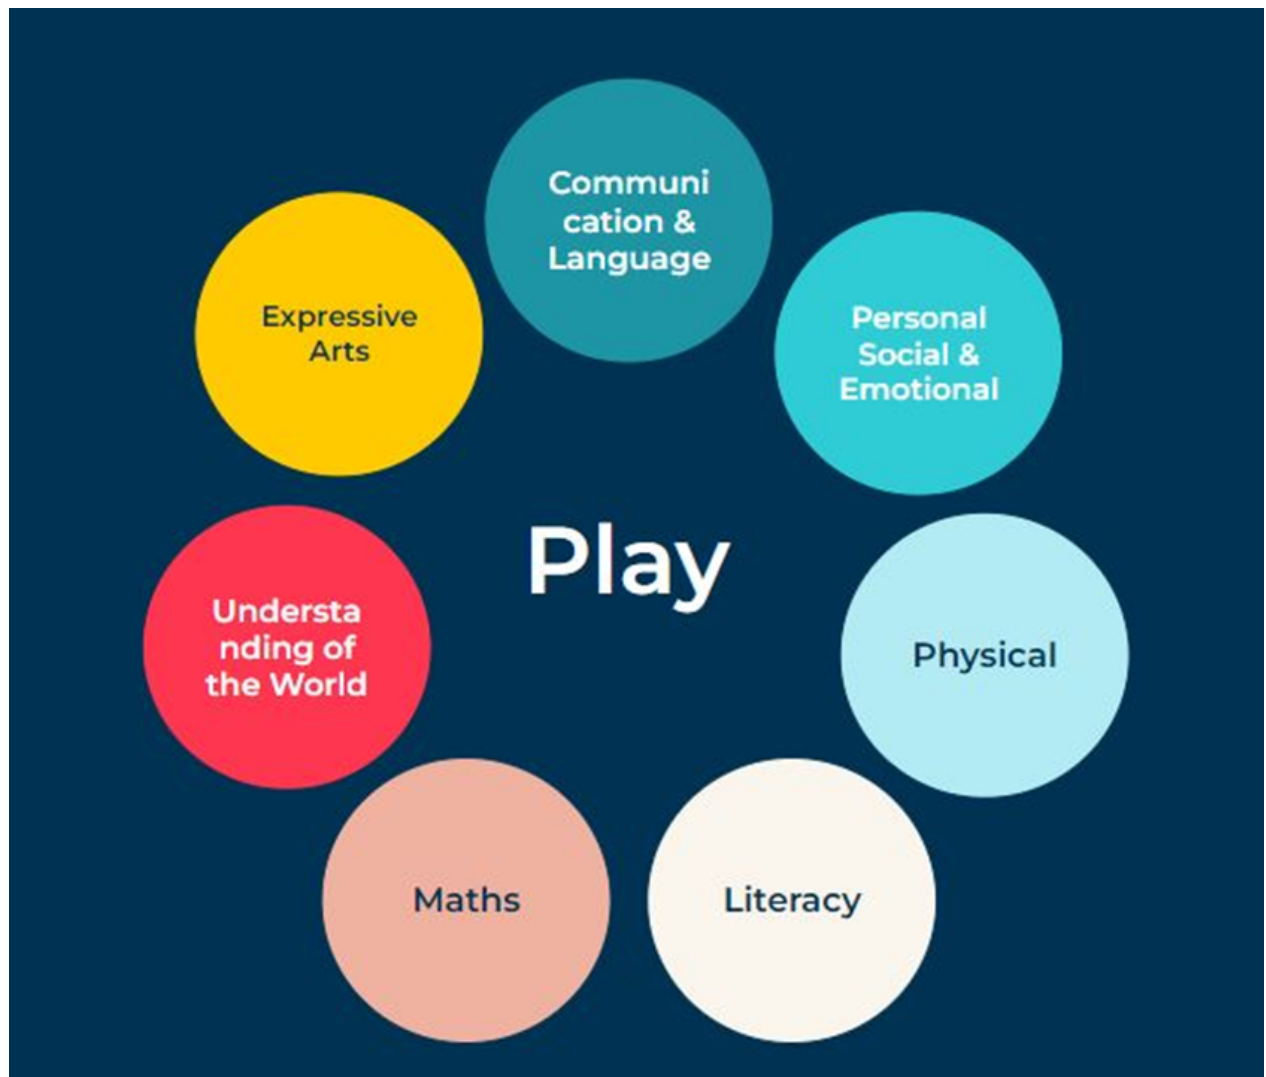 Communi
cation &
Language
Expressive
Arts
Personal
Social &
Emotional
Play
Understa
nding of
the World
Physical
Maths
Literacy